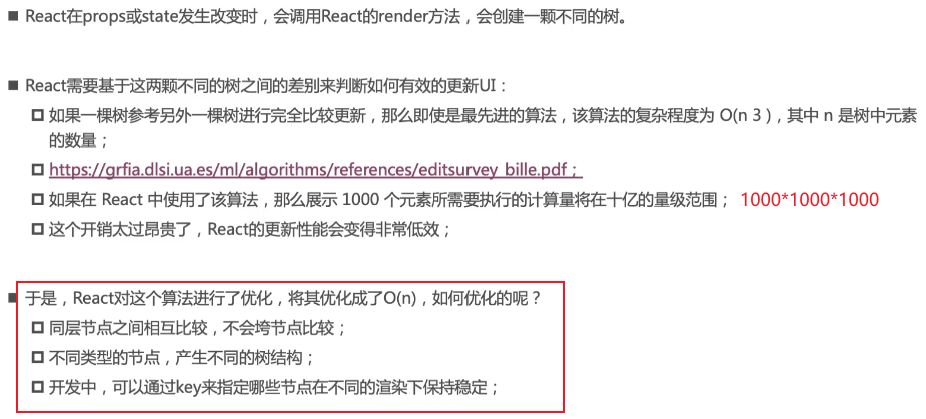 React在props或state发生改变时，会调用React的render方法，会创建一颗不同的树。
React需要基于这两颗不同的树之间的差别来判断如何有效的更新UI：
如果一棵树参考另外一棵树进行完全比较更新，那么即使是最先进的算法，该算法的复杂程度为 O(n 3 )，其中 n 是树中元素
的数量；
https://grfia.dlsi.ua.es/ml/algorithms/references/editsurvey_bille.pdf；
如果在 React 中使用了该算法，那么展示 1000 个元素所需要执行的计算量将在十亿的量级范围； 1000*1000*1000
这个开销太过昂贵了，React的更新性能会变得非常低效；
于是，React对这个算法进行了优化，将其优化成了O(n)，如何优化的呢？
同层节点之间相互比较，不会垮节点比较；
不同类型的节点，产生不同的树结构；
开发中，可以通过key来指定哪些节点在不同的渲染下保持稳定；